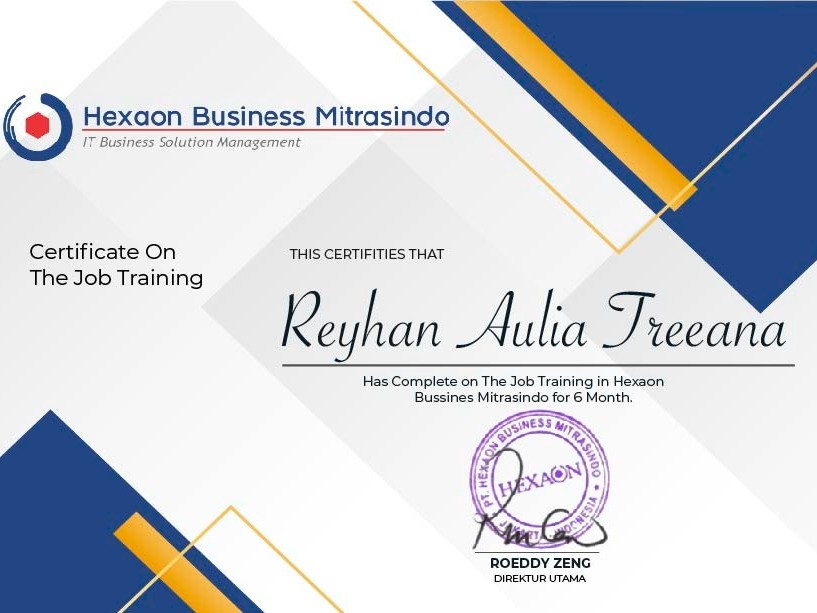 Hexaon Business Mitrasindo
IT Business Solution Management
Certificate On
The Job Training
THIS CERTIFITIES THAT
Reyhan Aulia Treeana
Has Complete on The Job Training in Hexaon
Bussines Mitrasindo for 6 Month.
PT. HEXAON BUSINESS MITRASINDO
HEXAON
JAKARTA - INDONESIA
ROEDDY ZENG
DIREKTUR UTAMA